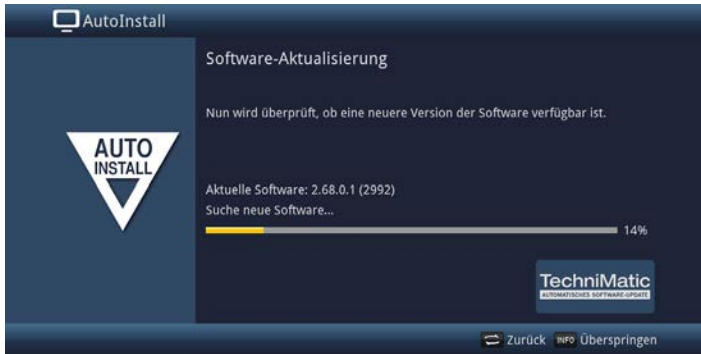 AutoInstall
Software-Aktualisierung
Nun wird überprüft, ob eine neuere Version der Software verfügbar ist.
AUTO
INSTALL
Aktuelle Software: 2.68.0.1 (2992)
Suche neue Software...
14%
TechniMatic
AUTOMATISCHES SOFTWARE-UPDATE
Zurück INFO Überspringen